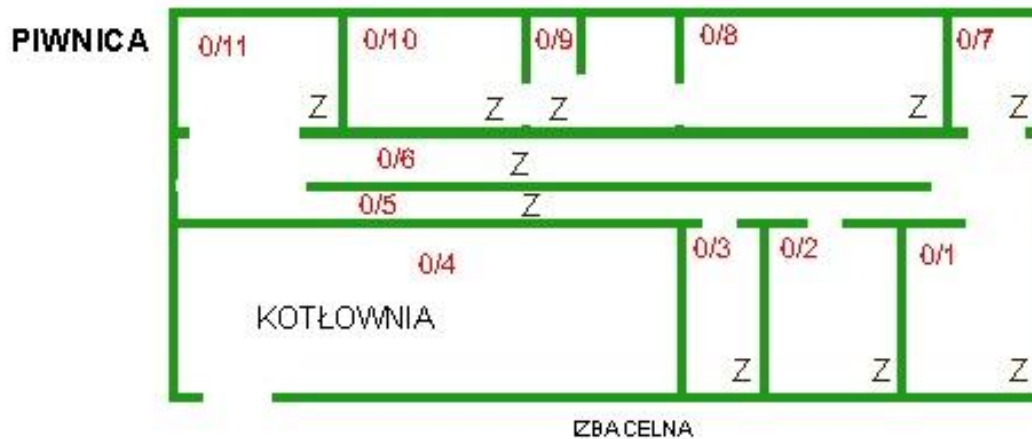 PIWNICA
0/11 0/10 0/9 0/8 0/7
Z Z Z Z Z
0/6 Z
0/5 Z
0/4 0/3 0/2 0/1
KOTŁOWNIA
Z Z Z
IZBA CELNA